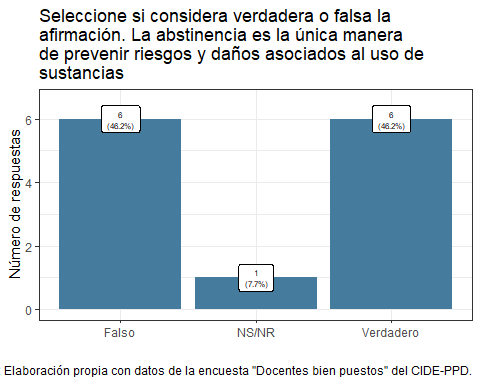 Seleccione si considera verdadera o falsa la
afirmación. La abstinencia es la única manera
de prevenir riesgos y daños asociados al uso de
sustancias
Número de respuestas
6
4
2
0
6
(46.2%)
1
(7.7%)
6
(46.2%)
Falso
NS/NR
Verdadero
Elaboración propia con datos de la encuesta "Docentes bien puestos" del CIDE-PPD.